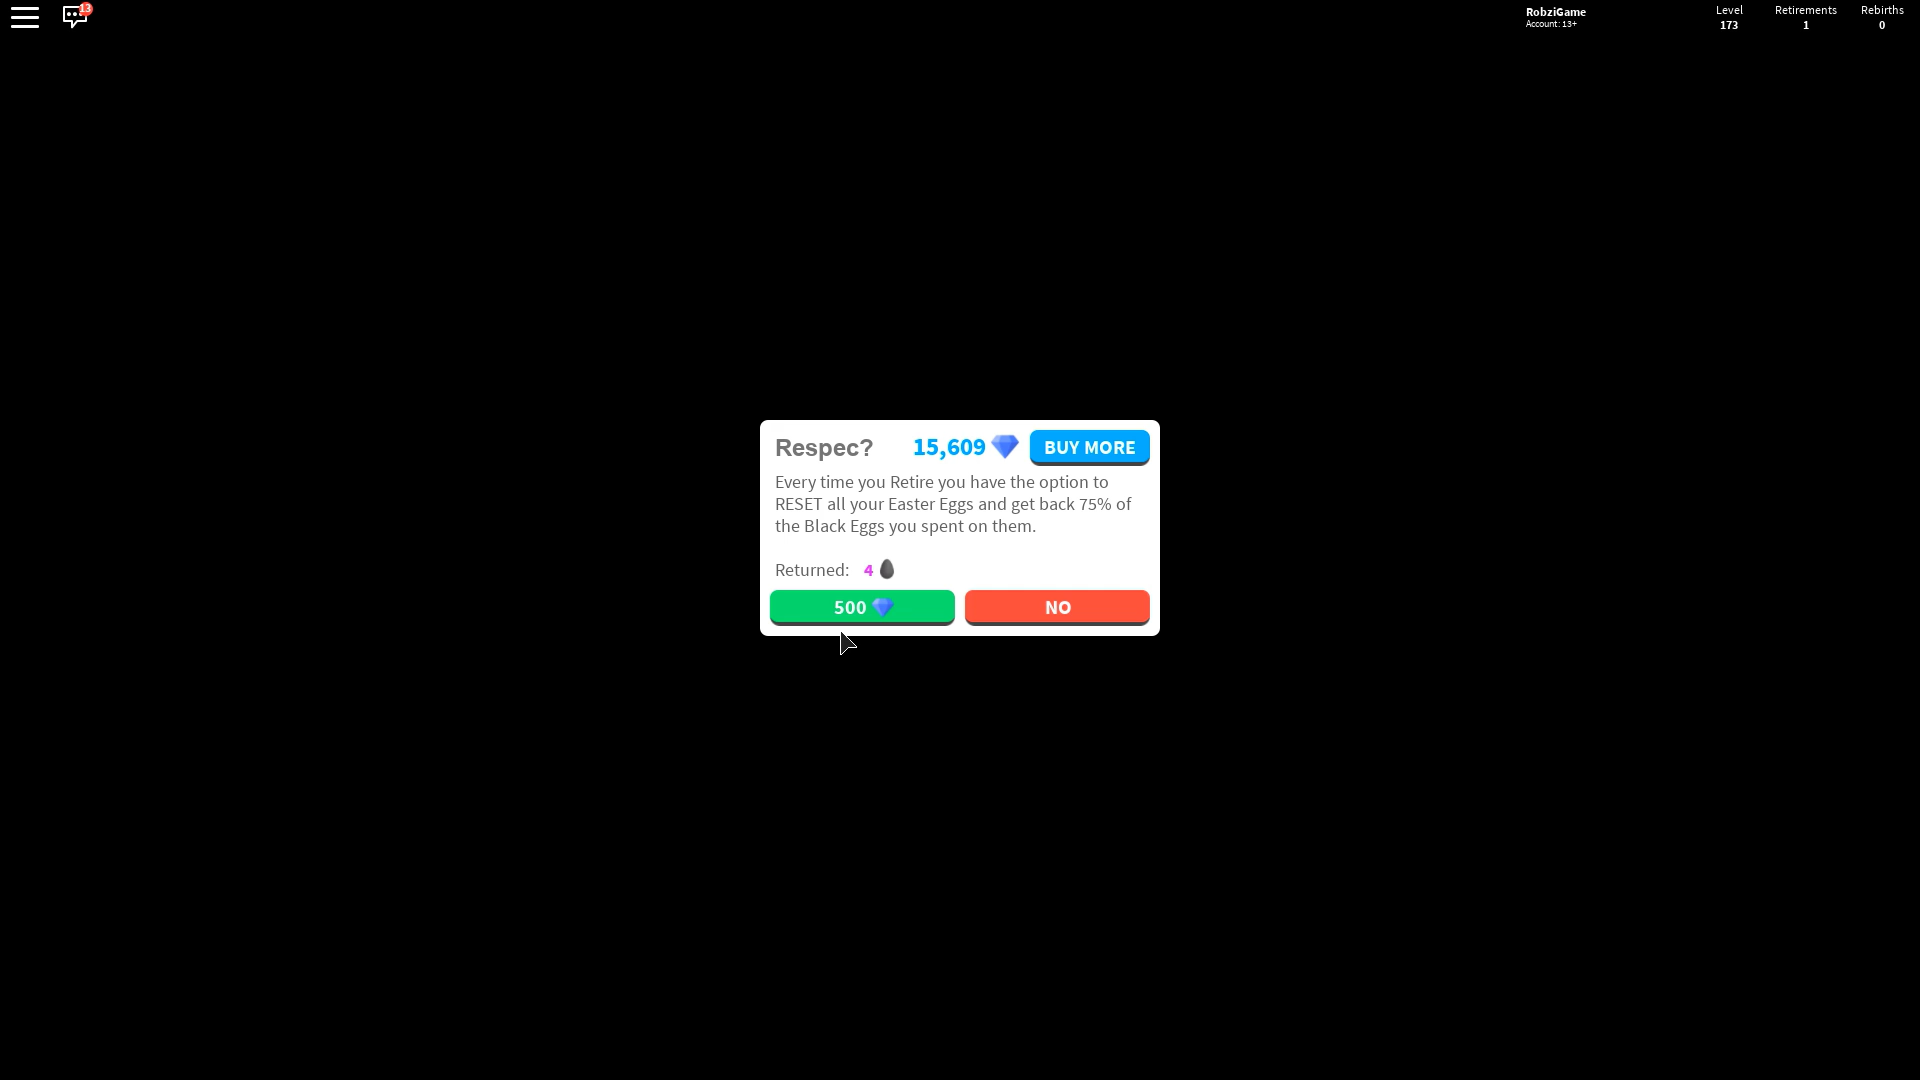 13
RobziGame
Account: 13+
Level
173
Retirements
1
Rebirths
0
Respec?
15,609
BUY MORE
Every time you Retire you have the option to
RESET all your Easter Eggs and get back 75% of
the Black Eggs you spent on them.
Returned: 4
500
NO